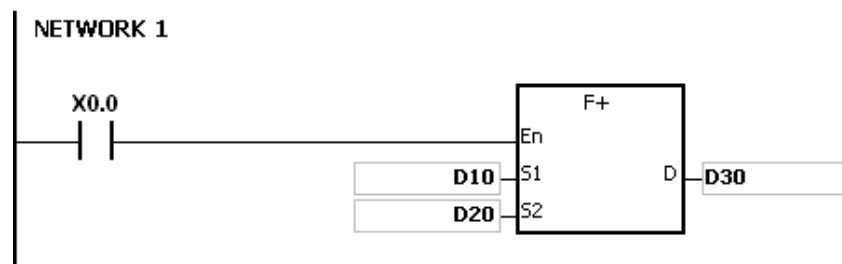 NETWORK 1
X0.0
F+
En
D10 S1 D D30
D20 S2